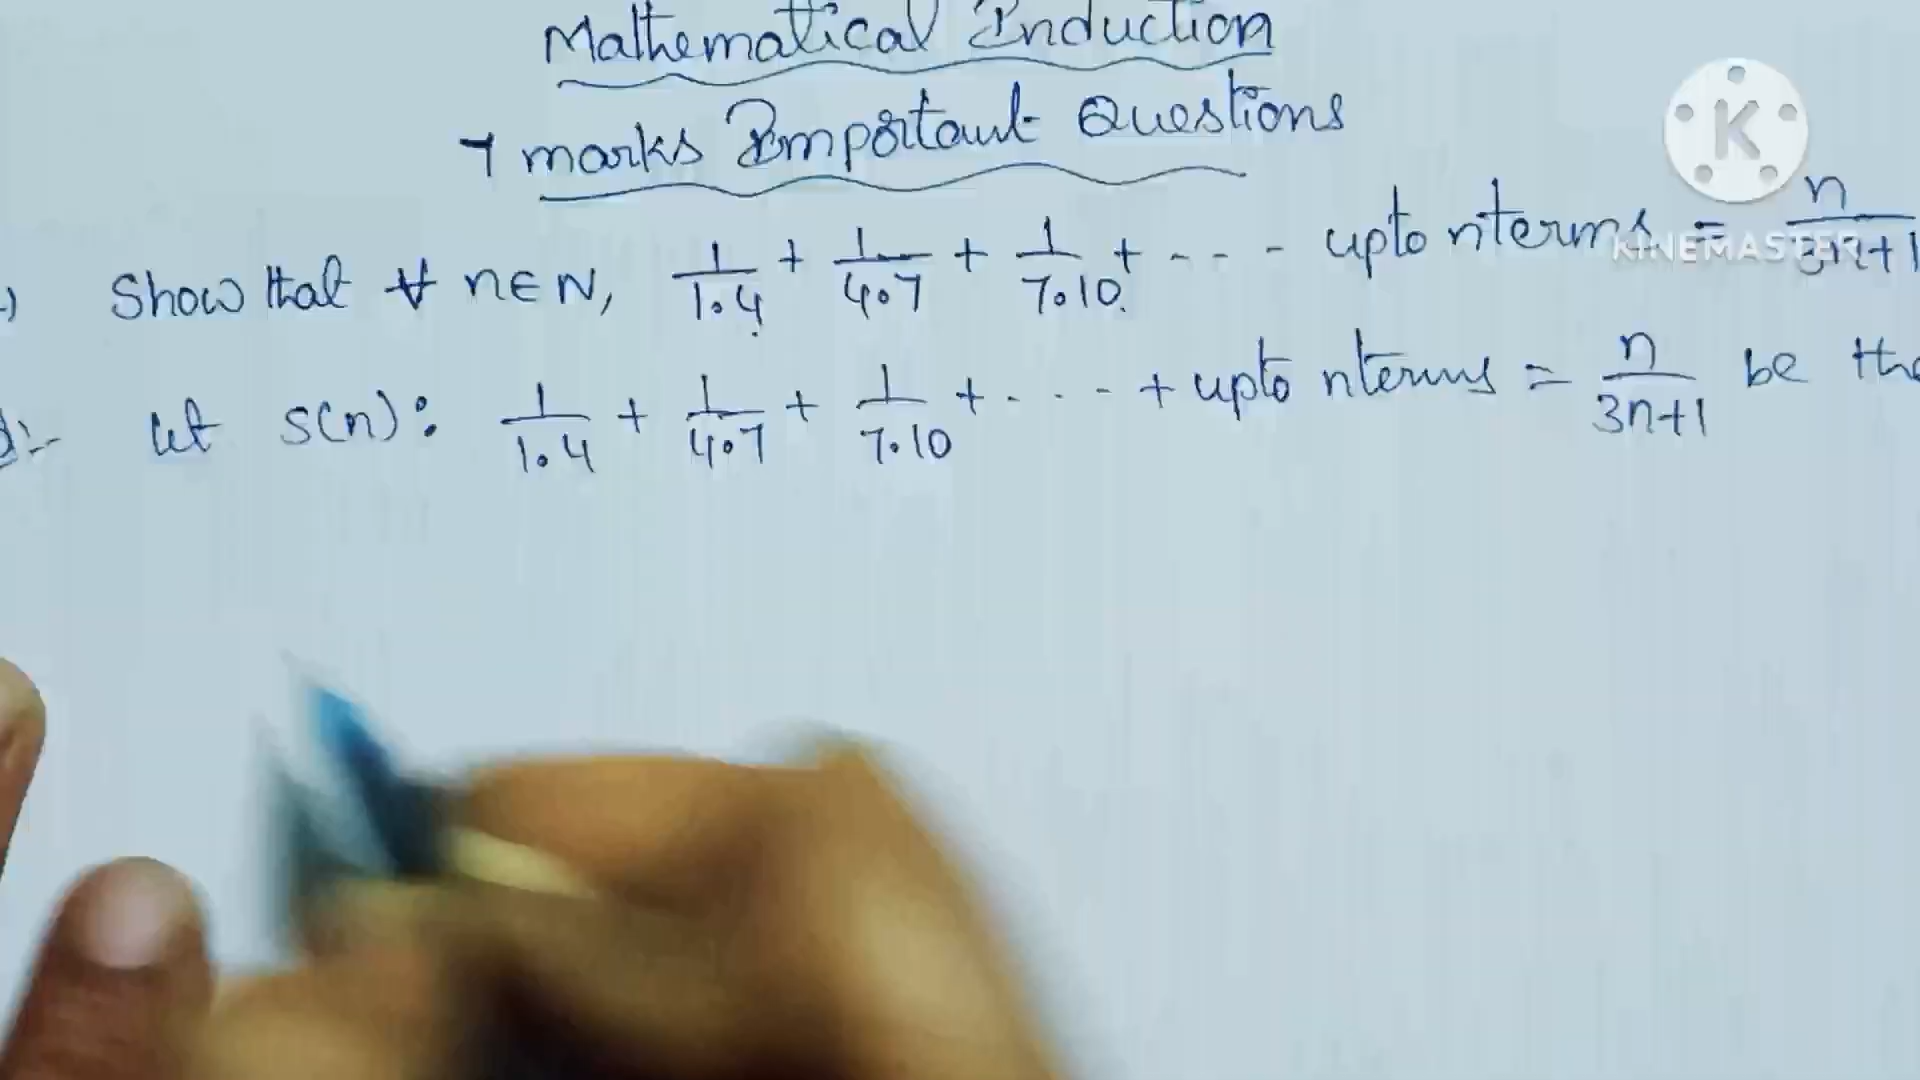 Mathematical Induction
7 marks Important Questions
) Show that ∀ n∈N, 1/1.4 + 1/4.7 + 1/7.10 + - - - upto n terms = n/3n+1
:- let S(n): 1/1.4 + 1/4.7 + 1/7.10 + . . . - + upto n terms = n/3n+1 be the
K
KINEMASTER